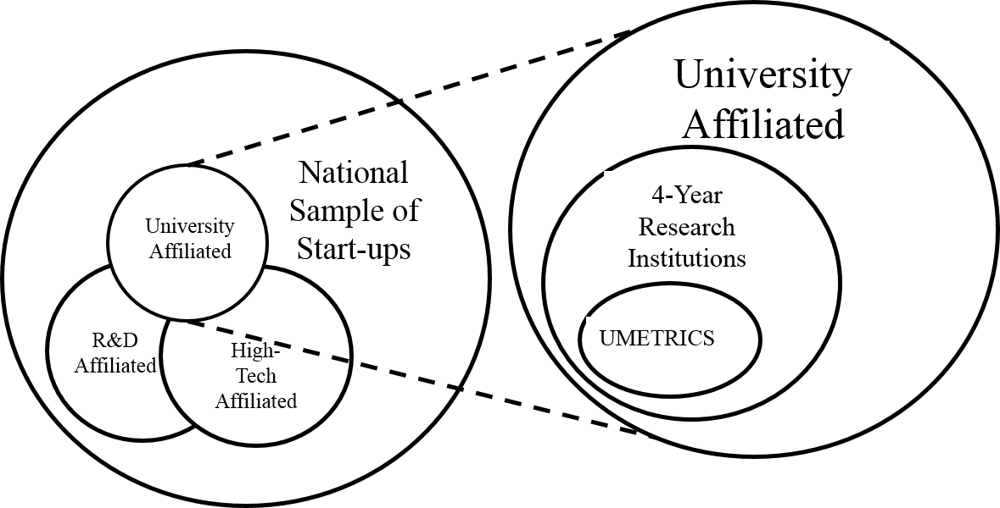 National
Sample of
Start-ups
University
Affiliated
R&D
Affiliated
High-
Tech
Affiliated
University
Affiliated
4-Year
Research
Institutions
UMETRICS